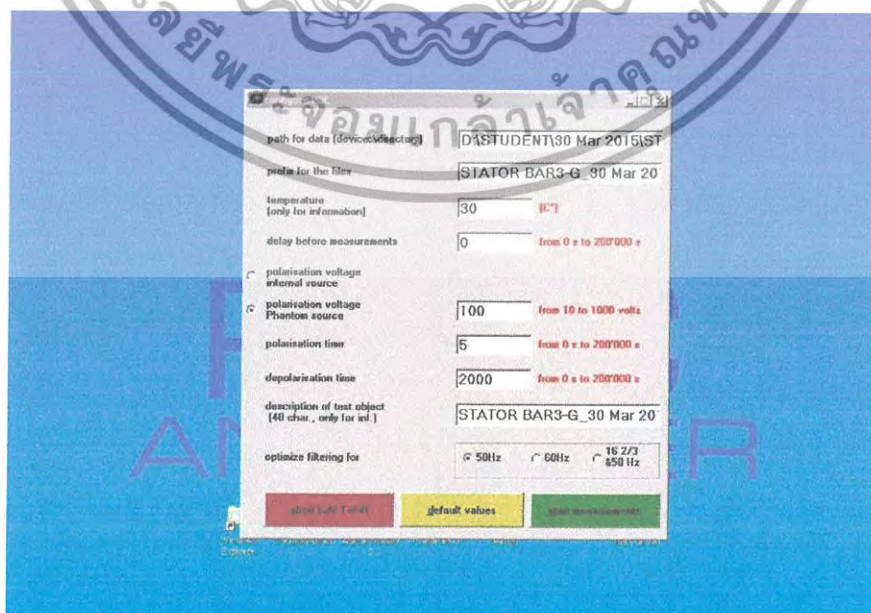 ลยีพระจอมเกล้าเจ้าคุณท
path for data (device:\directory) D:\STUDENT\30 Mar 2015\ST
prefix for the files STATOR BAR3-G_30 Mar 20
temperature
(only for information) 30 [C°]
delay before measurements 0 from 0 s to 200'000 s
polarisation voltage
internal source
polarisation voltage
Phantom source 100 from 10 to 1000 volts
polarisation time 5 from 0 s to 200'000 s
depolarisation time 2000 from 0 s to 200'000 s
description of test object
(40 char., only for inf.) STATOR BAR3-G_30 Mar 20
optimize filtering for 50Hz 60Hz 16 2/3
&50 Hz
default values start measurements